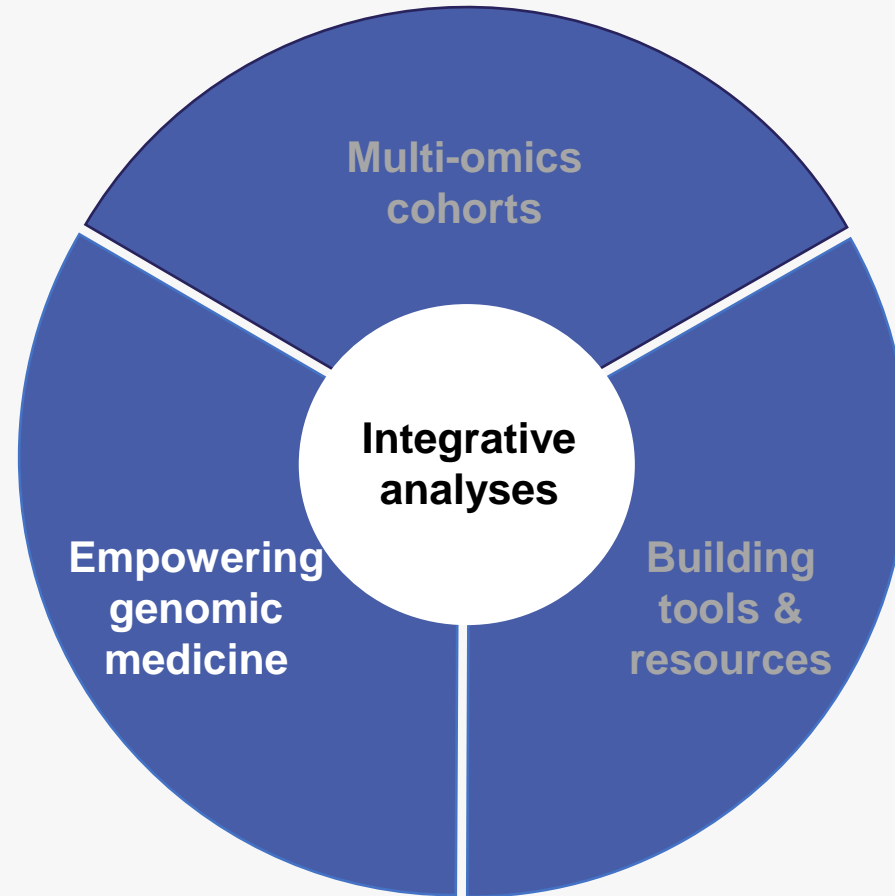 Multi-omics
cohorts
Integrative
analyses
Empowering
genomic
medicine
Building
tools &
resources